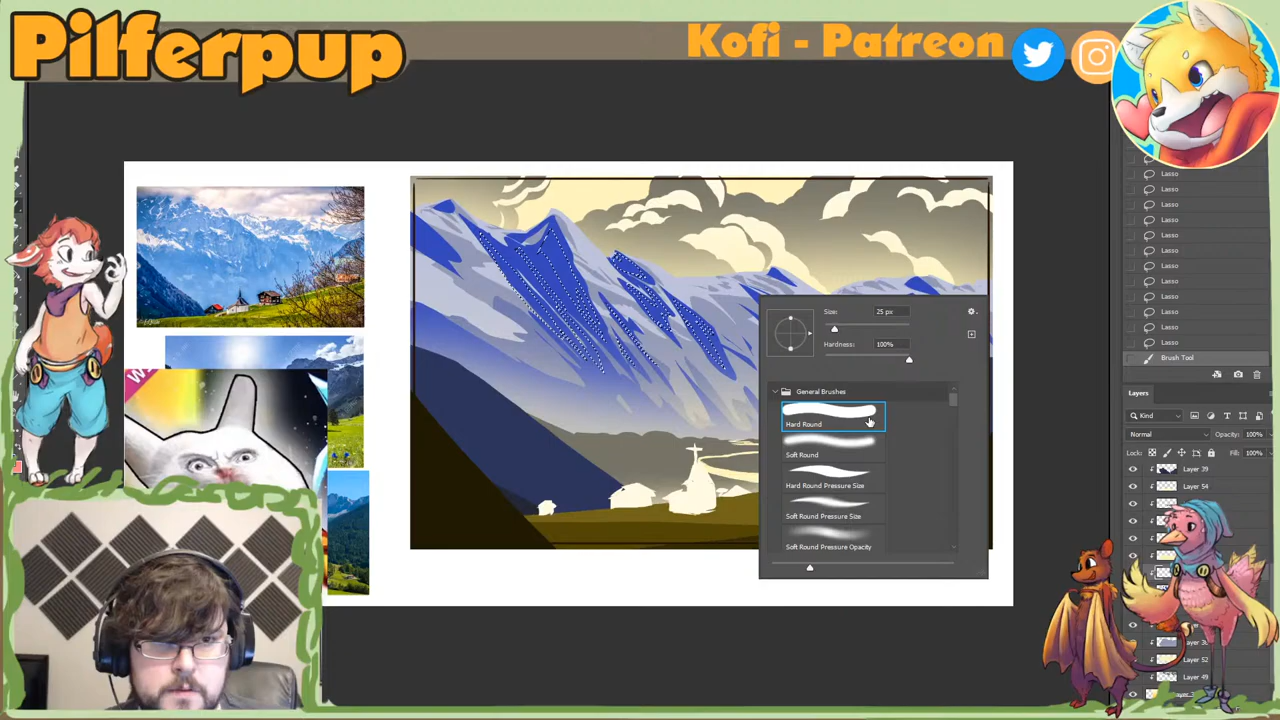 Pilferpup
Kofi - Patreon
Lasso
Lasso
Lasso
Lasso
Lasso
Lasso
Lasso
Lasso
Lasso
Lasso
Lasso
Lasso
Brush Tool
Size:
25 px
Hardness:
100%
General Brushes
Hard Round
Soft Round
Hard Round Pressure Size
Soft Round Pressure Size
Soft Round Pressure Opacity
Layers
Kind
Normal
Opacity: 100%
Lock:
Fill: 100%
Layer 39
Layer 54
Layer 52
Layer 49